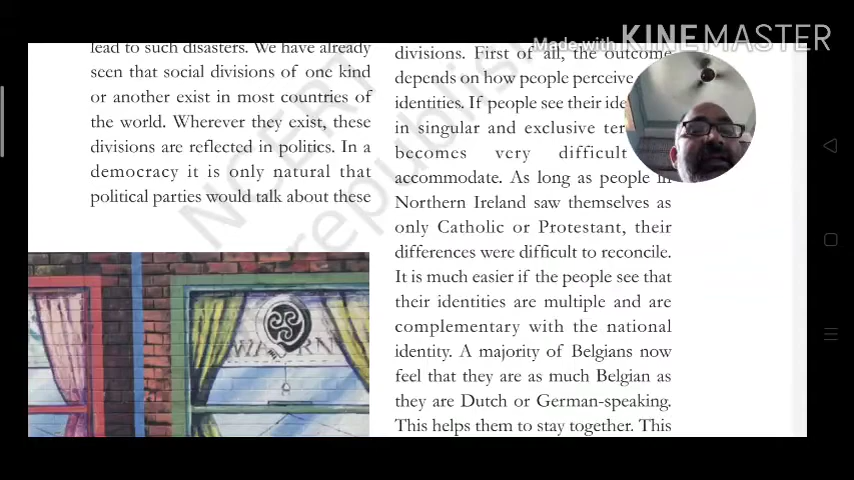 Made with KINEMASTER
lead to such disasters. We have already
seen that social divisions of one kind
or another exist in most countries of
the world. Wherever they exist, these
divisions are reflected in politics. In a
democracy it is only natural that
political parties would talk about these
divisions. First of all, the outcome
depends on how people perceive
identities. If people see their
in singular and exclusive
becomes very difficult
accommodate. As long as people in
Northern Ireland saw themselves as
only Catholic or Protestant, their
differences were difficult to reconcile.
It is much easier if the people see that
their identities are multiple and are
complementary with the national
identity. A majority of Belgians now
feel that they are as much Belgian as
they are Dutch or German-speaking.
This helps them to stay together. This
NCERT
republish